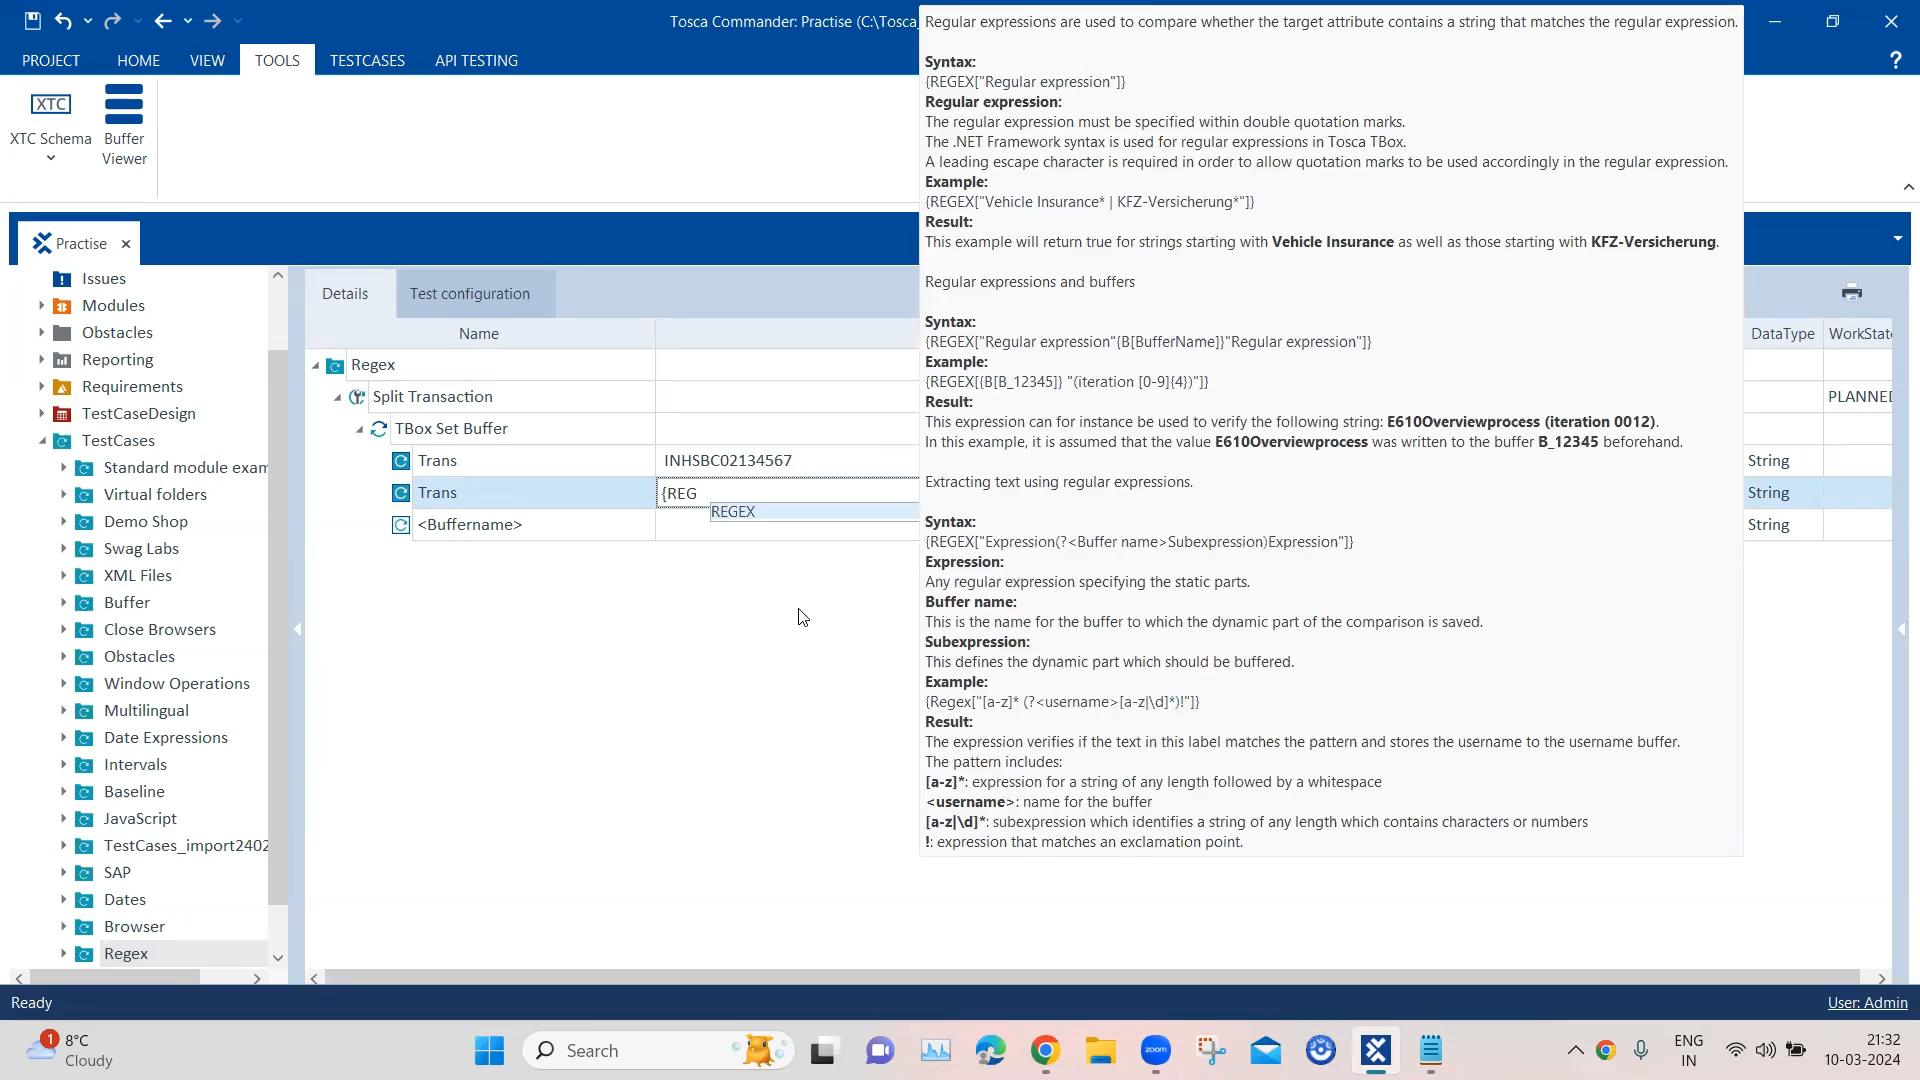 Tosca Commander: Practise (C:\Tosca_
PROJECT
HOME
VIEW
TOOLS
TESTCASES
API TESTING
?
XTC
XTC Schema
Buffer
Viewer
Practise
Issues
Modules
Obstacles
Reporting
Requirements
TestCaseDesign
TestCases
Standard module exam
Virtual folders
Demo Shop
Swag Labs
XML Files
Buffer
Close Browsers
Obstacles
Window Operations
Multilingual
Date Expressions
Intervals
Baseline
JavaScript
TestCases_import2402
SAP
Dates
Browser
Regex
Details
Test configuration
Name
DataType
WorkState
Regex
Split Transaction
PLANNED
TBox Set Buffer
Trans
INHSBC02134567
String
Trans
{REG
String
REGEX
<Buffername>
String
Regular expressions are used to compare whether the target attribute contains a string that matches the regular expression.
Syntax:
{REGEX["Regular expression"]}
Regular expression:
The regular expression must be specified within double quotation marks.
The .NET Framework syntax is used for regular expressions in Tosca TBox.
A leading escape character is required in order to allow quotation marks to be used accordingly in the regular expression.
Example:
{REGEX["Vehicle Insurance* | KFZ-Versicherung*"]}
Result:
This example will return true for strings starting with Vehicle Insurance as well as those starting with KFZ-Versicherung.
Regular expressions and buffers
Syntax:
{REGEX["Regular expression"{B[BufferName]}"Regular expression"]}
Example:
{REGEX[{B[B_12345]} "(iteration [0-9]{4})"]}
Result:
This expression can for instance be used to verify the following string: E610Overviewprocess (iteration 0012).
In this example, it is assumed that the value E610Overviewprocess was written to the buffer B_12345 beforehand.
Extracting text using regular expressions.
Syntax:
{REGEX["Expression(?<Buffer name>Subexpression)Expression"]}
Expression:
Any regular expression specifying the static parts.
Buffer name:
This is the name for the buffer to which the dynamic part of the comparison is saved.
Subexpression:
This defines the dynamic part which should be buffered.
Example:
{Regex["[a-z]* (?<username>[a-z|\d]*)!"]}
Result:
The expression verifies if the text in this label matches the pattern and stores the username to the username buffer.
The pattern includes:
[a-z]*: expression for a string of any length followed by a whitespace
<username>: name for the buffer
[a-z|\d]*: subexpression which identifies a string of any length which contains characters or numbers
!: expression that matches an exclamation point.
Ready
User: Admin
1
8°C
Cloudy
Search
zoom
ENG
IN
21:32
10-03-2024